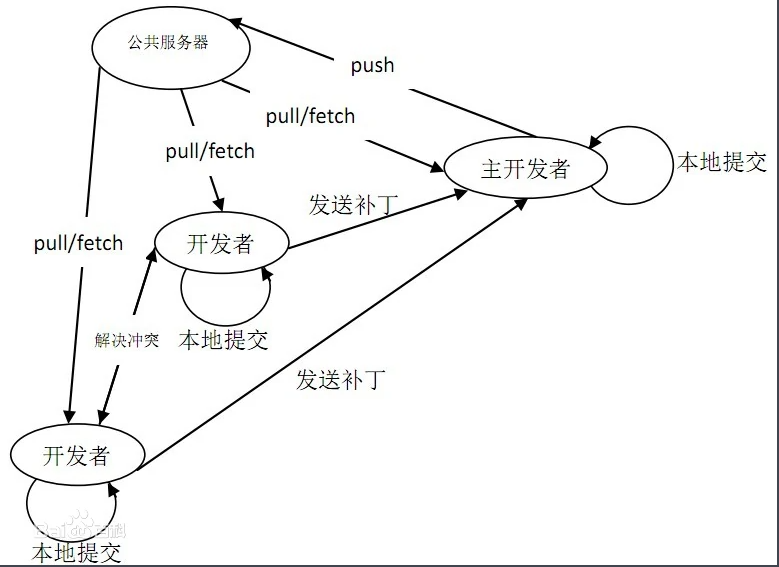 公共服务器
push
pull/fetch
pull/fetch
主开发者
本地提交
发送补丁
开发者
pull/fetch
解决冲突
本地提交
发送补丁
开发者
Bai百科
本地提交